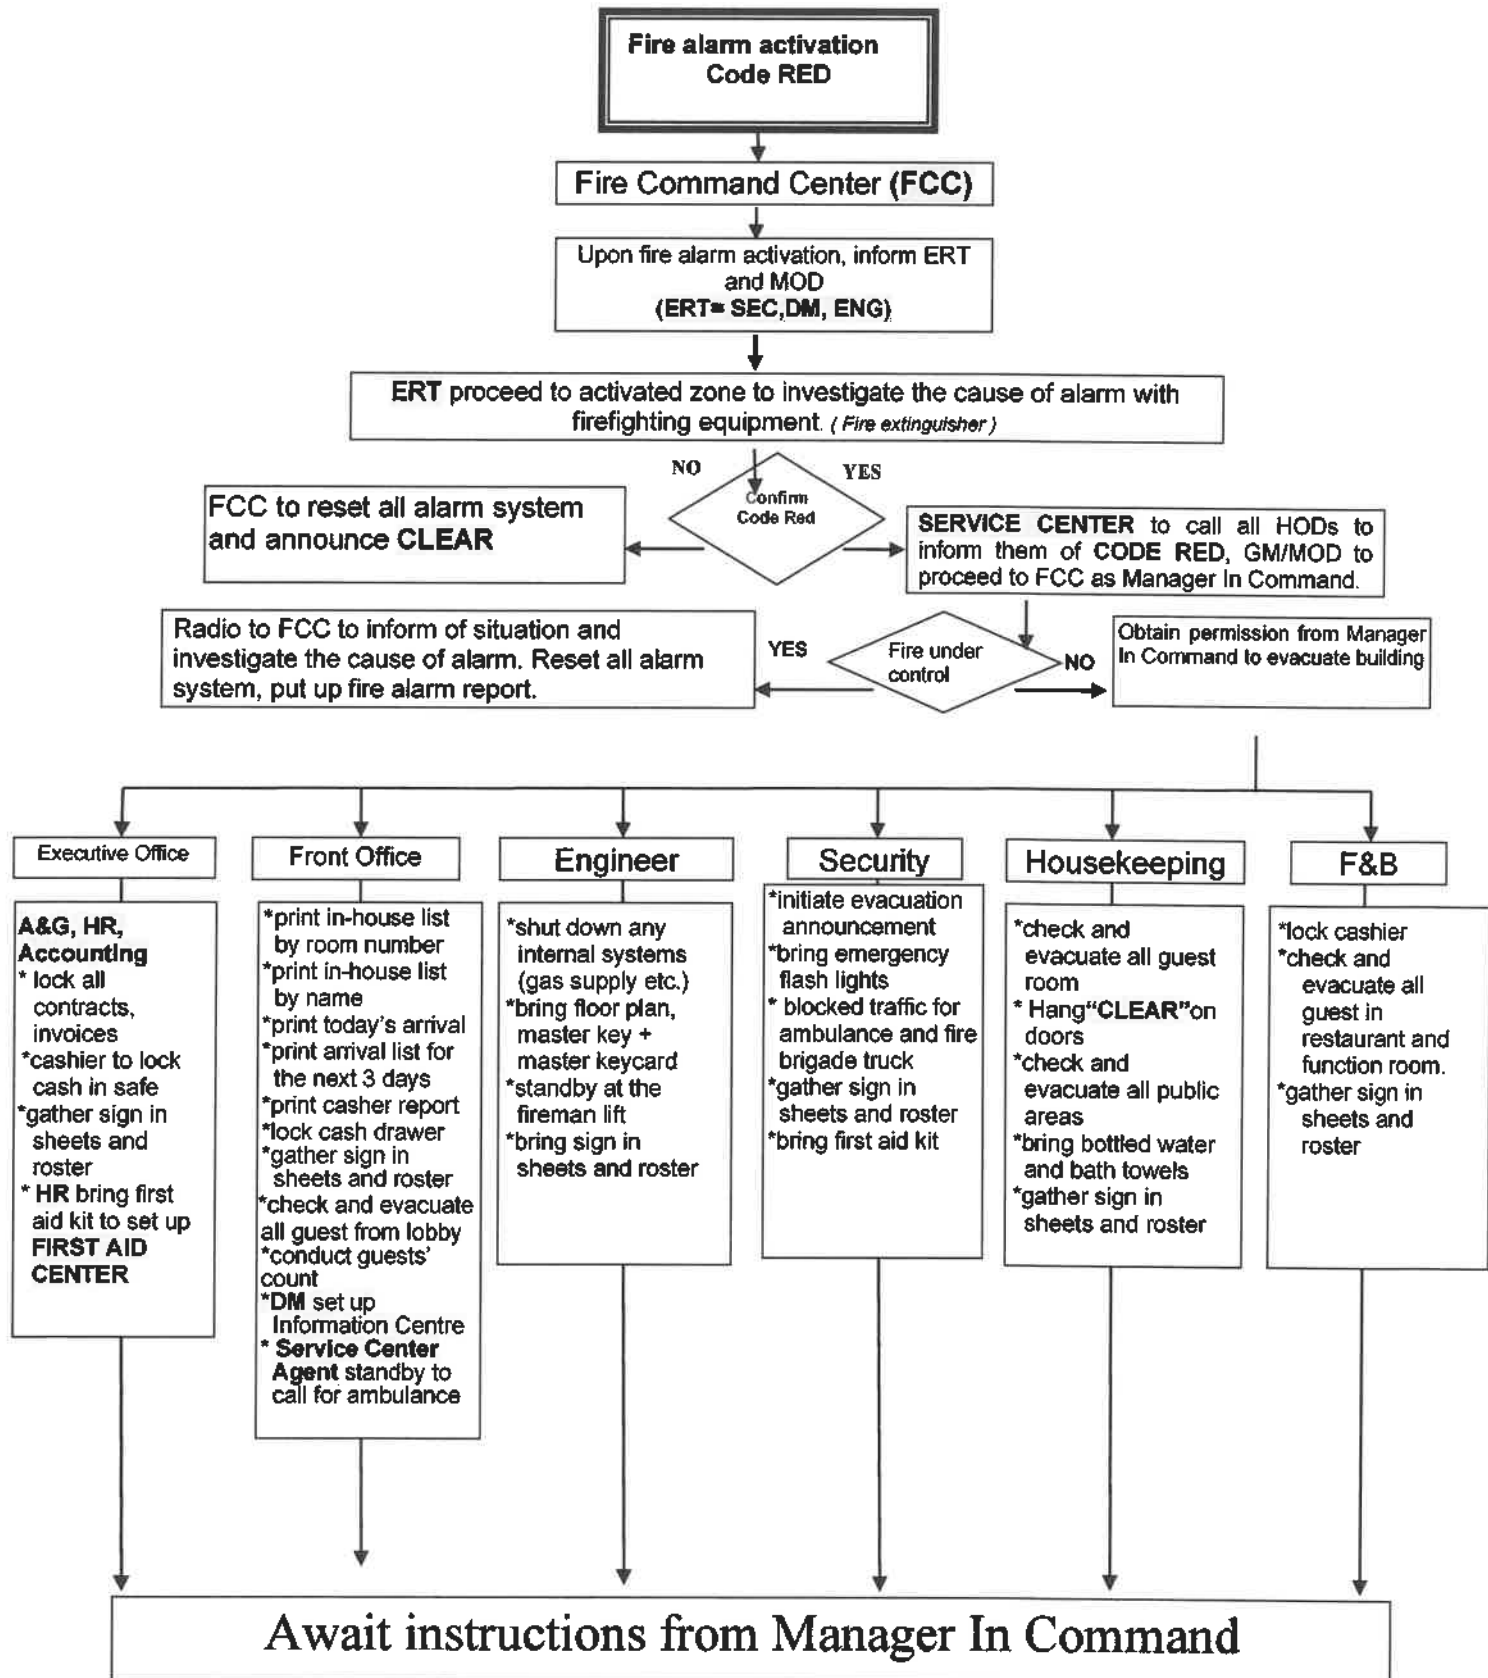 Fire alarm activation
Code RED
Fire Command Center (FCC)
Upon fire alarm activation, inform ERT
and MOD
(ERT= SEC,DM, ENG)
ERT proceed to activated zone to investigate the cause of alarm with
firefighting equipment. ( Fire extinguisher )
NO
YES
Confirm
Code Red
FCC to reset all alarm system
and announce CLEAR
SERVICE CENTER to call all HODs to
inform them of CODE RED, GM/MOD to
proceed to FCC as Manager In Command.
Radio to FCC to inform of situation and
investigate the cause of alarm. Reset all alarm
system, put up fire alarm report.
YES
Fire under
control
NO
Obtain permission from Manager
In Command to evacuate building
Executive Office
A&G, HR,
Accounting
* lock all
contracts,
invoices
*cashier to lock
cash in safe
*gather sign in
sheets and
roster
* HR bring first
aid kit to set up
FIRST AID
CENTER
Front Office
*print in-house list
by room number
*print in-house list
by name
*print today's arrival
*print arrival list for
the next 3 days
*print casher report
*lock cash drawer
*gather sign in
sheets and roster
*check and evacuate
all guest from lobby
*conduct guests'
count
*DM set up
Information Centre
* Service Center
Agent standby to
call for ambulance
Engineer
*shut down any
internal systems
(gas supply etc.)
*bring floor plan,
master key +
master keycard
*standby at the
fireman lift
*bring sign in
sheets and roster
Security
*initiate evacuation
announcement
*bring emergency
flash lights
* blocked traffic for
ambulance and fire
brigade truck
*gather sign in
sheets and roster
*bring first aid kit
Housekeeping
*check and
evacuate all guest
room
* Hang“CLEAR”on
doors
*check and
evacuate all public
areas
*bring bottled water
and bath towels
*gather sign in
sheets and roster
F&B
*lock cashier
*check and
evacuate all
guest in
restaurant and
function room.
*gather sign in
sheets and
roster
Await instructions from Manager In Command